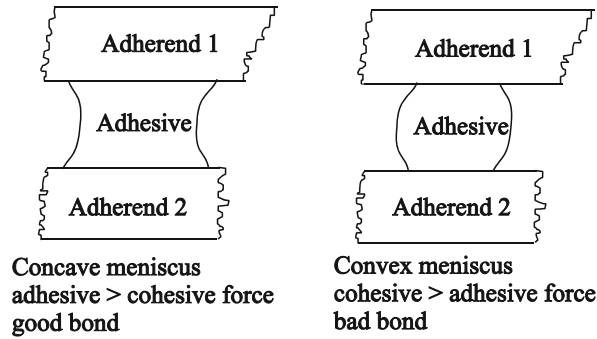 Adherend 1
Adhesive
Adherend 2
Concave meniscus
adhesive > cohesive force
good bond
Adherend 1
Adhesive
Adherend 2
Convex meniscus
cohesive > adhesive force
bad bond